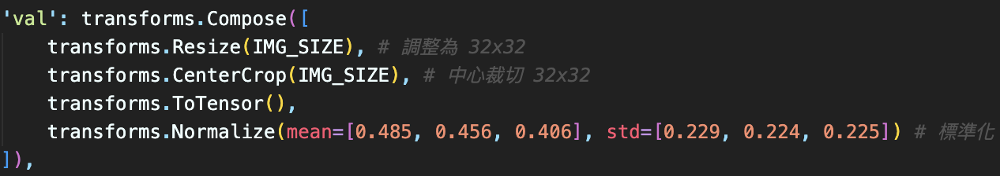 'val': transforms.Compose([
    transforms.Resize(IMG_SIZE), # 調整為 32x32
    transforms.CenterCrop(IMG_SIZE), # 中心裁切 32x32
    transforms.ToTensor(),
    transforms.Normalize(mean=[0.485, 0.456, 0.406], std=[0.229, 0.224, 0.225]) # 標準化
]),